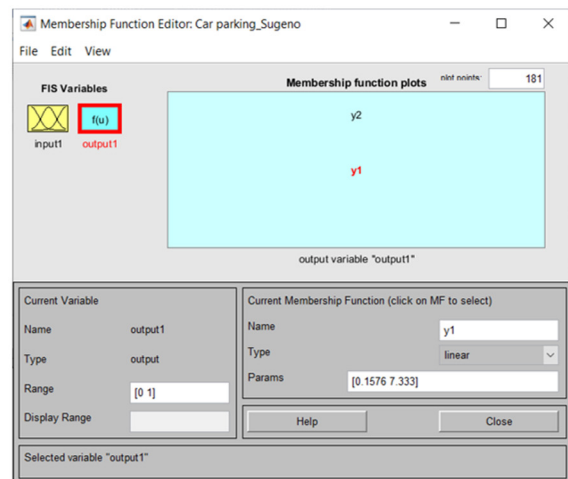 Membership Function Editor: Car parking_Sugeno
File Edit View
FIS Variables
Membership function plots
plot points:
181
f(u)
input1
output1
y2
y1
output variable "output1"
Current Variable
Name
output1
Type
output
Range
[0 1]
Display Range
Current Membership Function (click on MF to select)
Name
y1
Type
linear
Params
[0.1576 7.333]
Help
Close
Selected variable "output1"